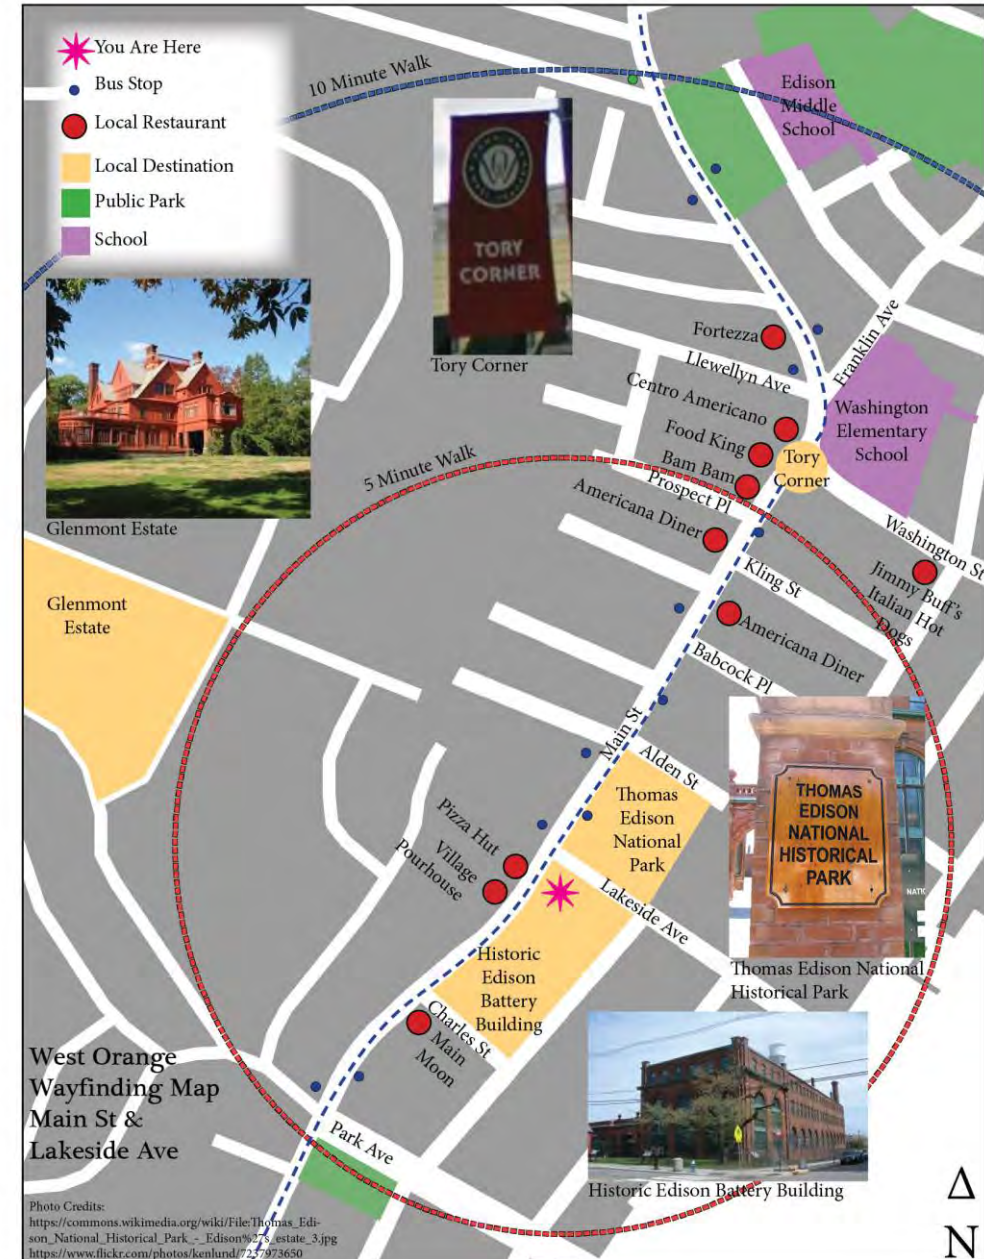 You Are Here
Bus Stop
Local Restaurant
Local Destination
Public Park
School
10 Minute Walk
Edison
Middle
School
TORY
CORNER
Tory Corner
Fortezza
Llewellyn Ave
Franklin Ave
Centro Americano
Food King
Bam Bam
Washington
Elementary
School
Tory
Corner
5 Minute Walk
Prospect Pl
Americana Diner
Washington St
Glenmont Estate
Kling St
Jimmy Buff's
Italian Hot
Dogs
Glenmont
Estate
Americana Diner
Babcock Pl
Main St
Alden St
Thomas
Edison
National
Park
THOMAS
EDISON
NATIONAL
HISTORICAL
PARK
Pizza Hut
Village
Pourhouse
Lakeside Ave
Historic
Edison
Battery
Building
Thomas Edison National
Historical Park
Charles St
Main
Moon
West Orange
Wayfinding Map
Main St &
Lakeside Ave
Park Ave
Historic Edison Battery Building
Photo Credits:
https://commons.wikimedia.org/wiki/File:Thomas_Edi-
son_National_Historical_Park_-_Edison%27s_estate_3.jpg
https://www.flickr.com/photos/kenlund/7237973650
Δ
N